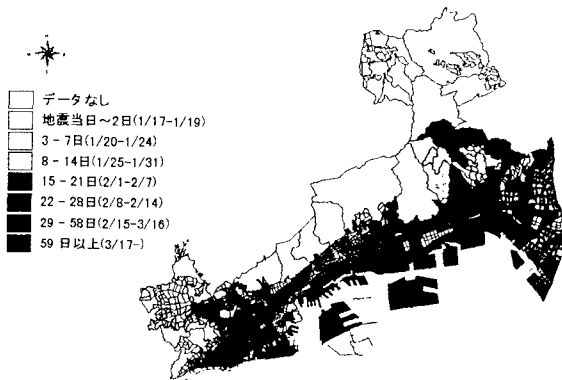 データなし
地震当日～2日(1/17-1/19)
3-7日(1/20-1/24)
8-14日(1/25-1/31)
15-21日(2/1-2/7)
22-28日(2/8-2/14)
29-58日(2/15-3/16)
59日以上(3/17-)